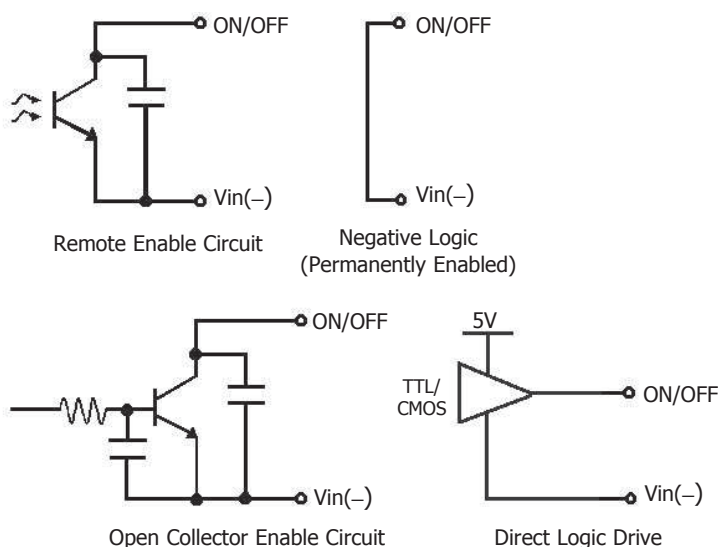 ON/OFF
Vin(−)
Remote Enable Circuit
ON/OFF
Vin(−)
Negative Logic
(Permanently Enabled)
ON/OFF
Vin(−)
Open Collector Enable Circuit
5V
TTL/
CMOS
ON/OFF
Vin(−)
Direct Logic Drive